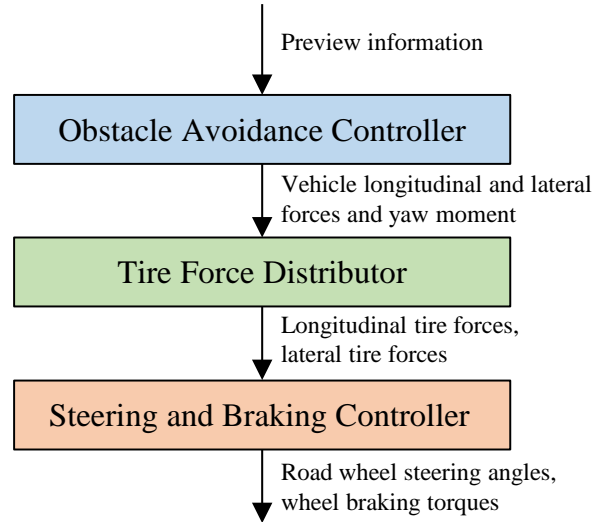 Preview information
Obstacle Avoidance Controller
Vehicle longitudinal and lateral
forces and yaw moment
Tire Force Distributor
Longitudinal tire forces,
lateral tire forces
Steering and Braking Controller
Road wheel steering angles,
wheel braking torques